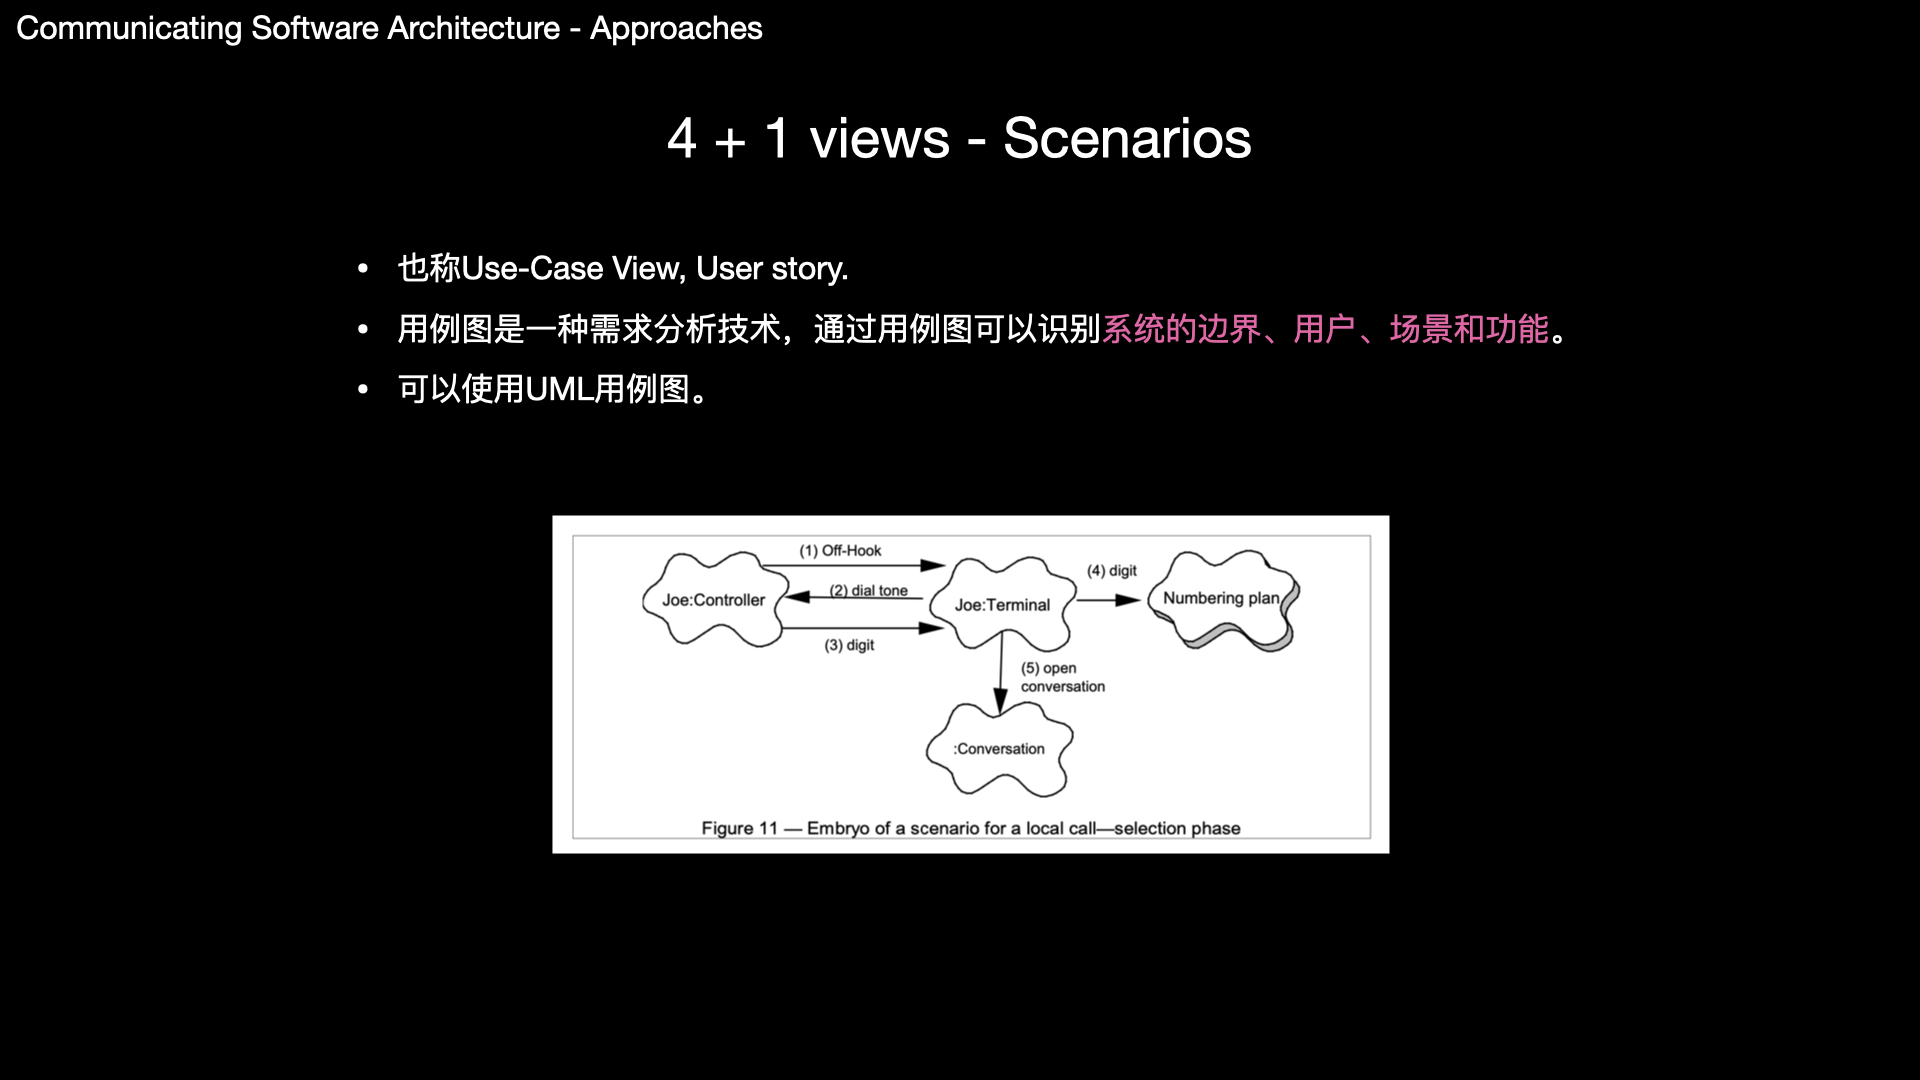 Communicating Software Architecture - Approaches
4 + 1 views - Scenarios
• 也称Use-Case View, User story.
• 用例图是一种需求分析技术，通过用例图可以识别系统的边界、用户、场景和功能。
• 可以使用UML用例图。
(1) Off-Hook
Joe:Controller
(2) dial tone
(3) digit
Joe:Terminal
(4) digit
Numbering plan
(5) open
conversation
:Conversation
Figure 11 — Embryo of a scenario for a local call—selection phase